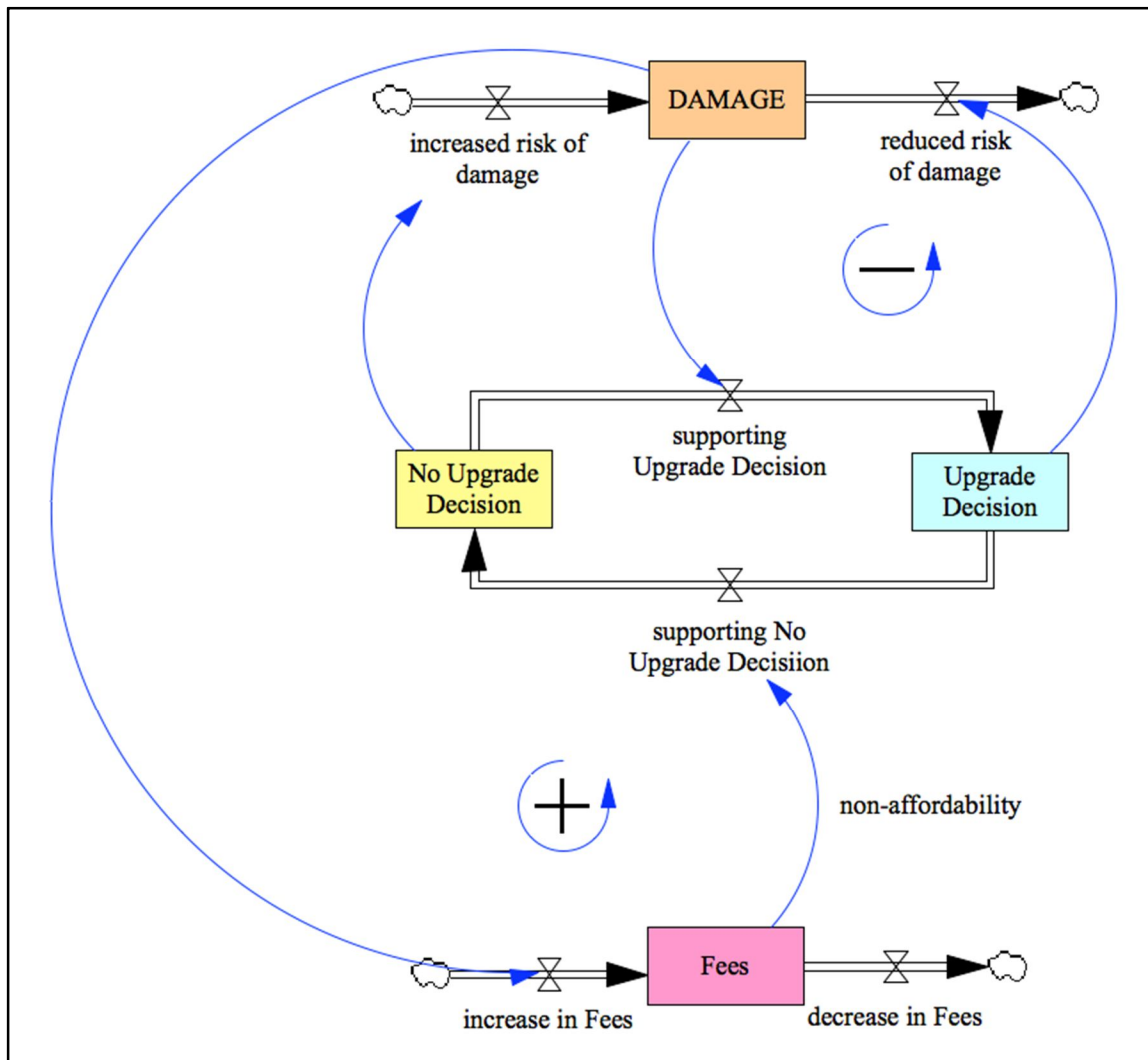 DAMAGE
increased risk of
damage
reduced risk
of damage
supporting
Upgrade Decision
No Upgrade
Decision
Upgrade
Decision
supporting No
Upgrade Decisiion
non-affordability
Fees
increase in Fees
decrease in Fees